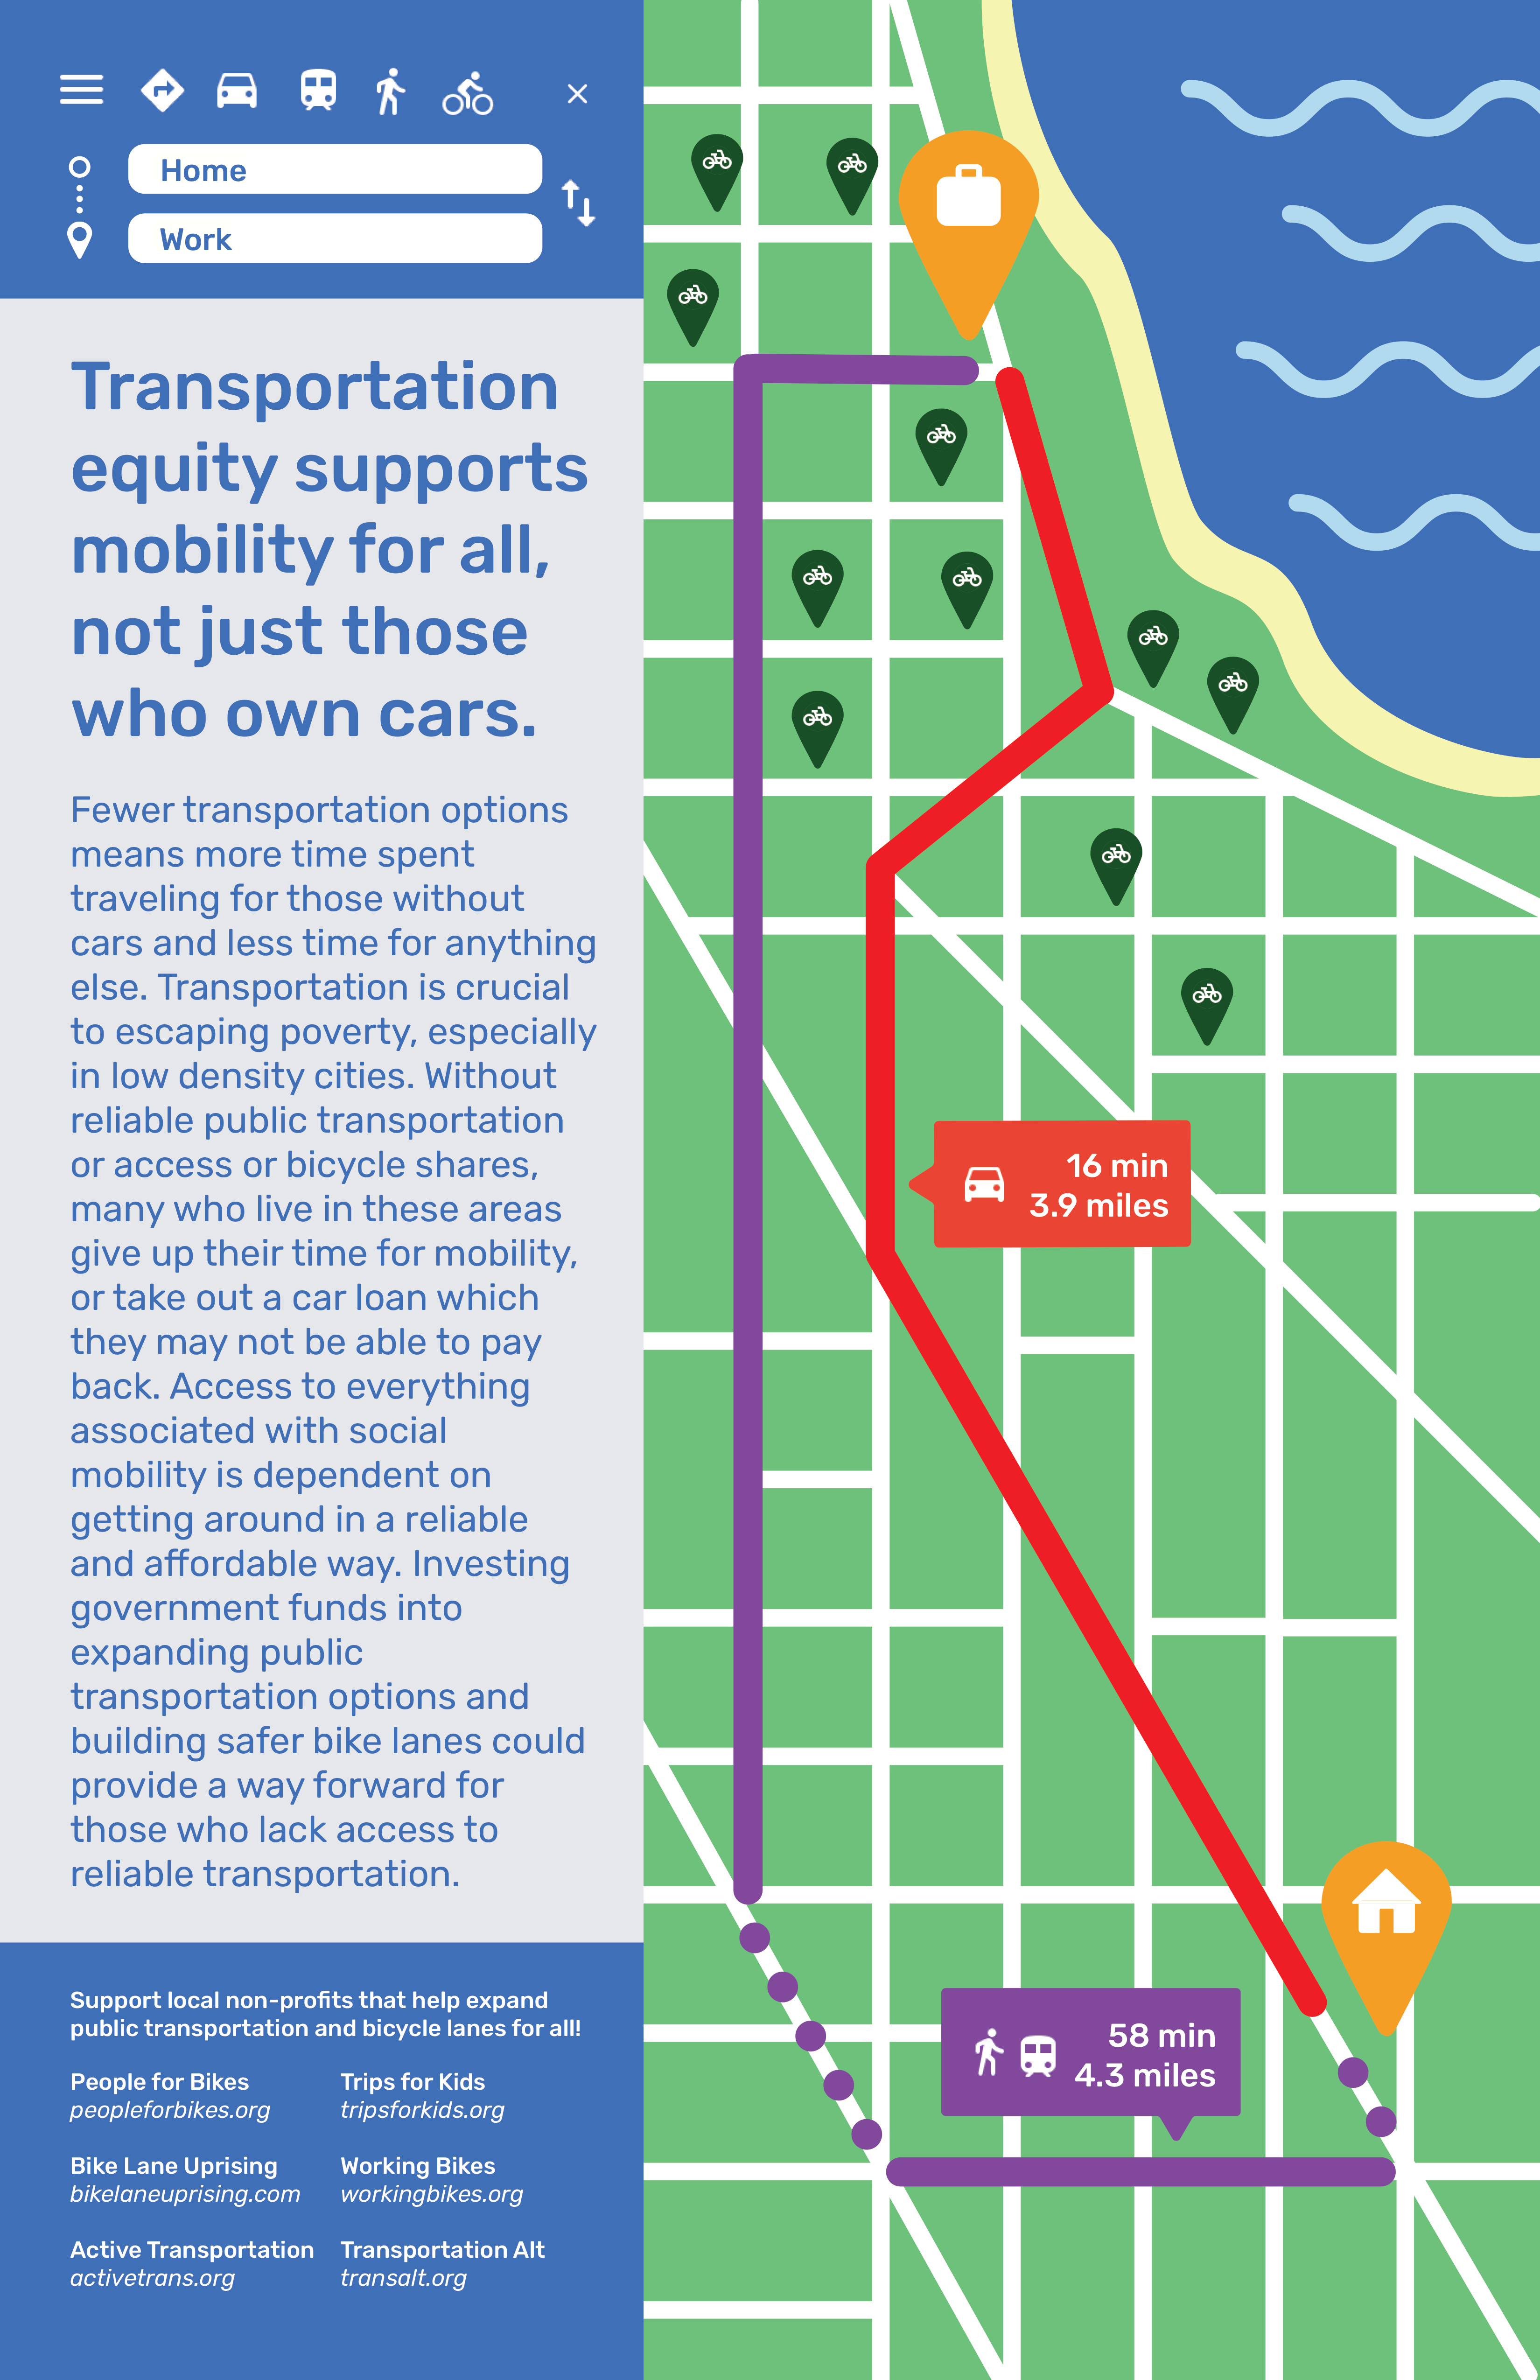 Home
Work
Transportation
equity supports
mobility for all,
not just those
who own cars.
Fewer transportation options
means more time spent
traveling for those without
cars and less time for anything
else. Transportation is crucial
to escaping poverty, especially
in low density cities. Without
reliable public transportation
or access or bicycle shares,
many who live in these areas
give up their time for mobility,
or take out a car loan which
they may not be able to pay
back. Access to everything
associated with social
mobility is dependent on
getting around in a reliable
and affordable way. Investing
government funds into
expanding public
transportation options and
building safer bike lanes could
provide a way forward for
those who lack access to
reliable transportation.
Support local non-profits that help expand
public transportation and bicycle lanes for all!
People for Bikes
peopleforbikes.org
Trips for Kids
tripsforkids.org
Bike Lane Uprising
bikelaneuprising.com
Working Bikes
workingbikes.org
Active Transportation
activetrans.org
Transportation Alt
transalt.org
16 min
3.9 miles
58 min
4.3 miles